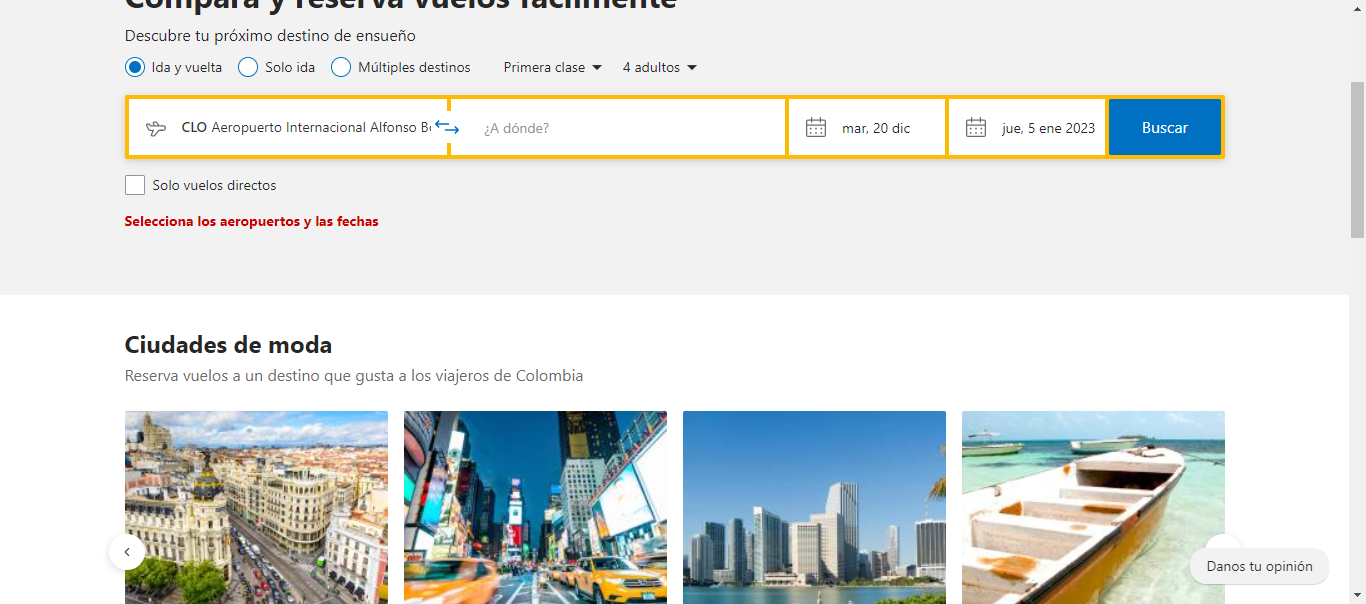 Compara y reserva vuelos fácilmente
Descubre tu próximo destino de ensueño
Ida y vuelta Solo ida Múltiples destinos Primera clase 4 adultos
CLO Aeropuerto Internacional Alfonso ¿A dónde? mar, 20 dic jue, 5 ene 2023 Buscar
Solo vuelos directos
Selecciona los aeropuertos y las fechas
Ciudades de moda
Reserva vuelos a un destino que gusta a los viajeros de Colombia
Danos tu opinión